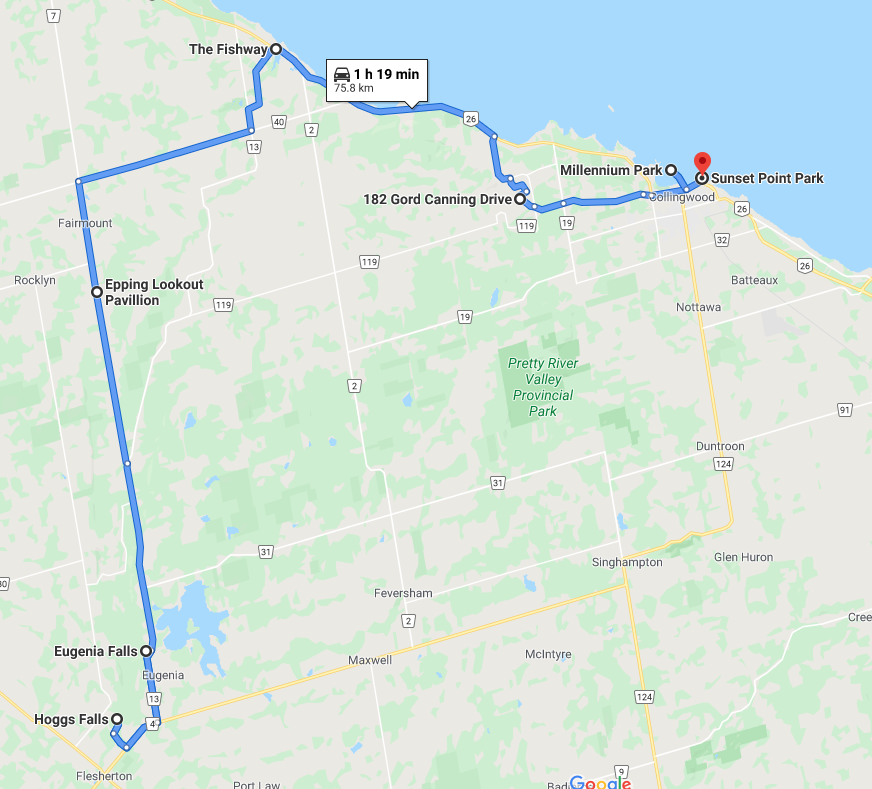 7
The Fishway
1 h 19 min
75.8 km
26
40
2
13
Millennium Park
Sunset Point Park
182 Gord Canning Drive
Collingwood
26
119
19
32
Fairmount
26
119
Rocklyn
Epping Lookout
Pavillion
Batteaux
119
19
Nottawa
Pretty River
Valley
Provincial
Park
2
91
Duntroon
124
31
31
Singhampton
Glen Huron
Feversham
2
Eugenia Falls
McIntyre
Maxwell
Eugenia
13
124
Hoggs Falls
4
Flesherton
9
Port Law
Google